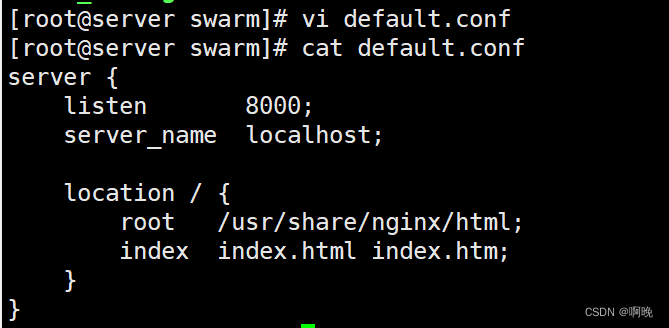 [root@server swarm]# vi default.conf
[root@server swarm]# cat default.conf
server {
    listen       8000;
    server_name  localhost;

    location / {
        root   /usr/share/nginx/html;
        index  index.html index.htm;
    }
}
CSDN @啊晚